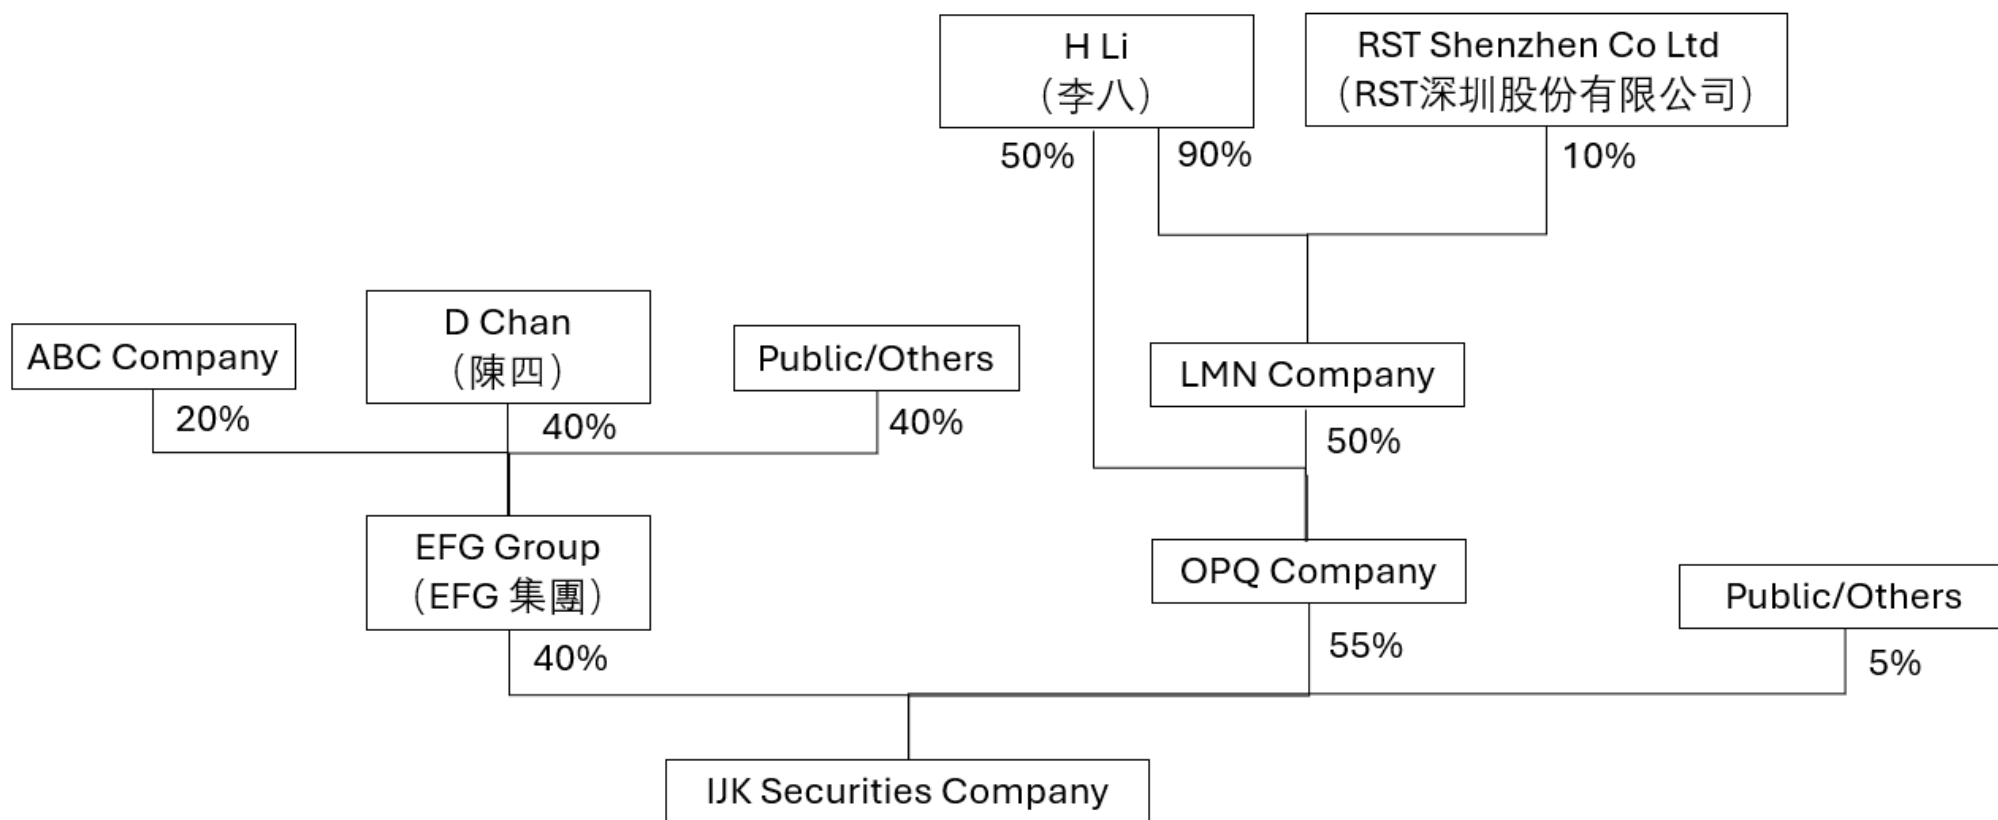 H Li
（李八）
RST Shenzhen Co Ltd
（RST深圳股份有限公司）
50%
90%
10%
ABC Company
D Chan
（陳四）
Public/Others
LMN Company
20%
40%
40%
50%
EFG Group
（EFG 集團）
OPQ Company
Public/Others
40%
55%
5%
IJK Securities Company